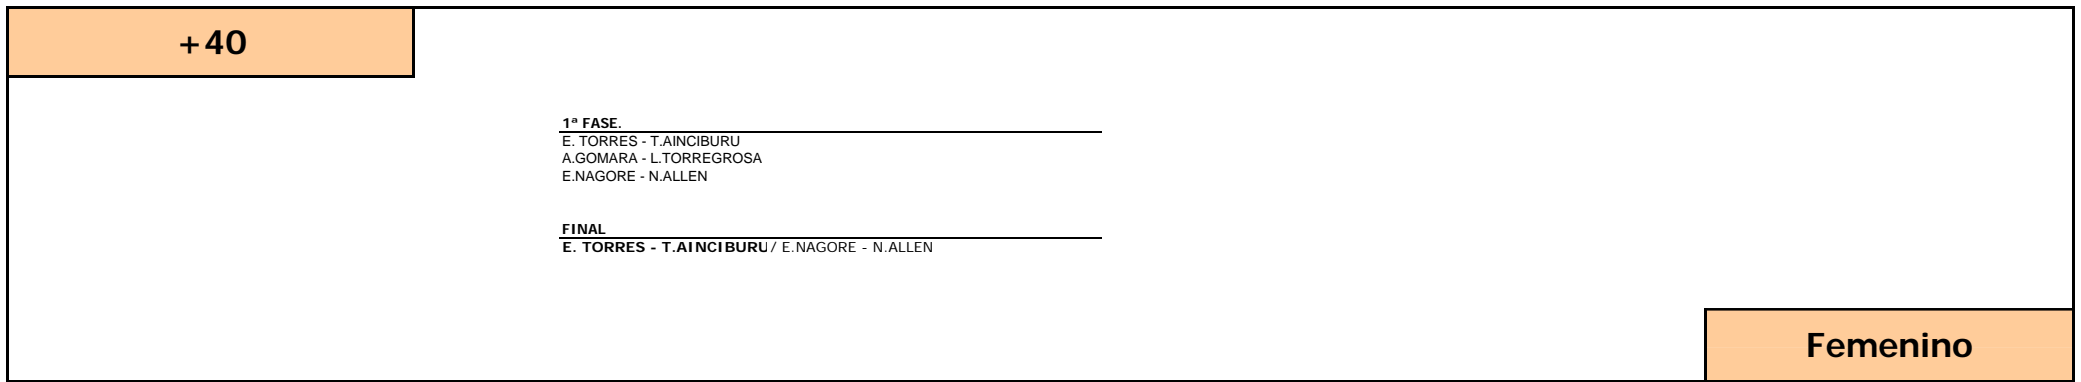 +40
1ª FASE.
E. TORRES - T.AINCIBURU
A.GOMARA - L.TORREGROSA
E.NAGORE - N.ALLEN
FINAL
E. TORRES - T.AINCIBURU / E.NAGORE - N.ALLEN
Femenino